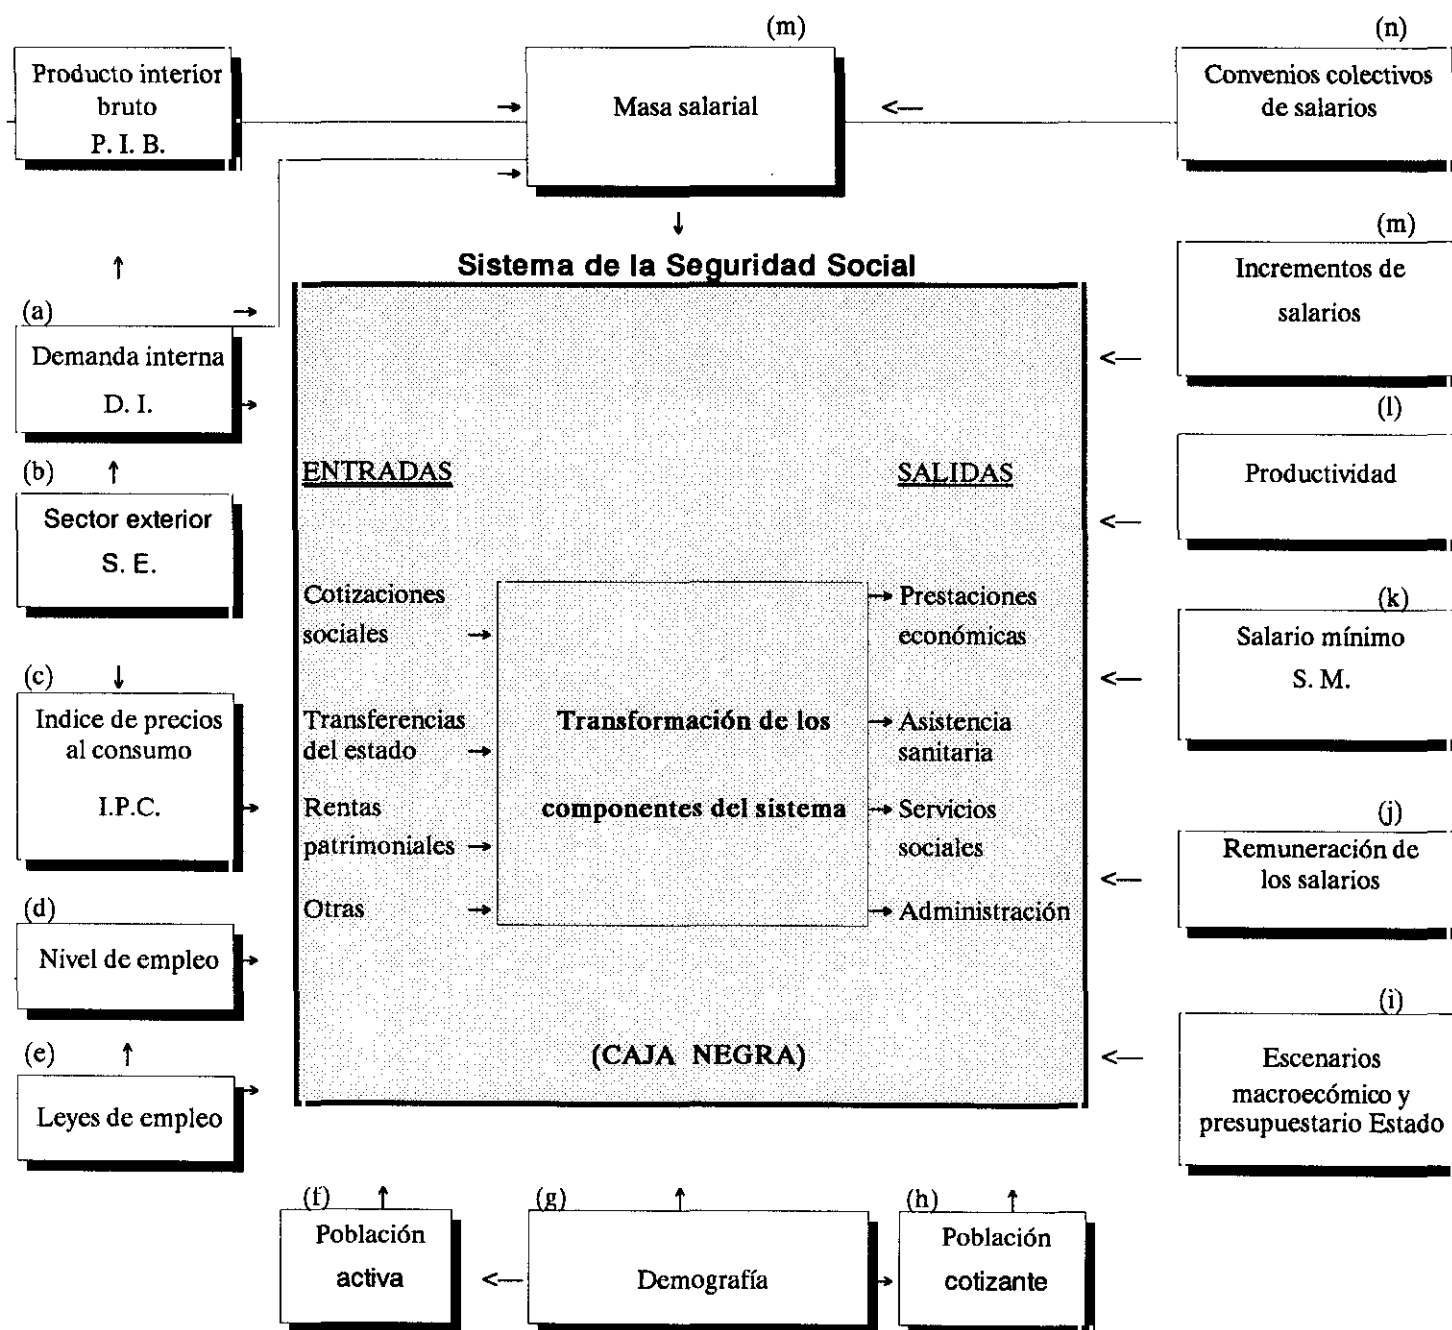 (m)
(n)
Producto interior
bruto
P. I. B.
Masa salarial
Convenios colectivos
de salarios
(m)
Incrementos de
salarios
Sistema de la Seguridad Social
(a)
Demanda interna
D. I.
(l)
Productividad
(b)
Sector exterior
S. E.
ENTRADAS
SALIDAS
Cotizaciones
sociales
Prestaciones
económicas
(k)
Salario mínimo
S. M.
(c)
Indice de precios
al consumo
I.P.C.
Transferencias
del estado
Transformación de los
componentes del sistema
Asistencia
sanitaria
Rentas
patrimoniales
Servicios
sociales
(j)
Remuneración de
los salarios
Otras
Administración
(d)
Nivel de empleo
(i)
Escenarios
macroecómico y
presupuestario Estado
(CAJA NEGRA)
(e)
Leyes de empleo
(f)
Población
activa
(g)
Demografía
(h)
Población
cotizante